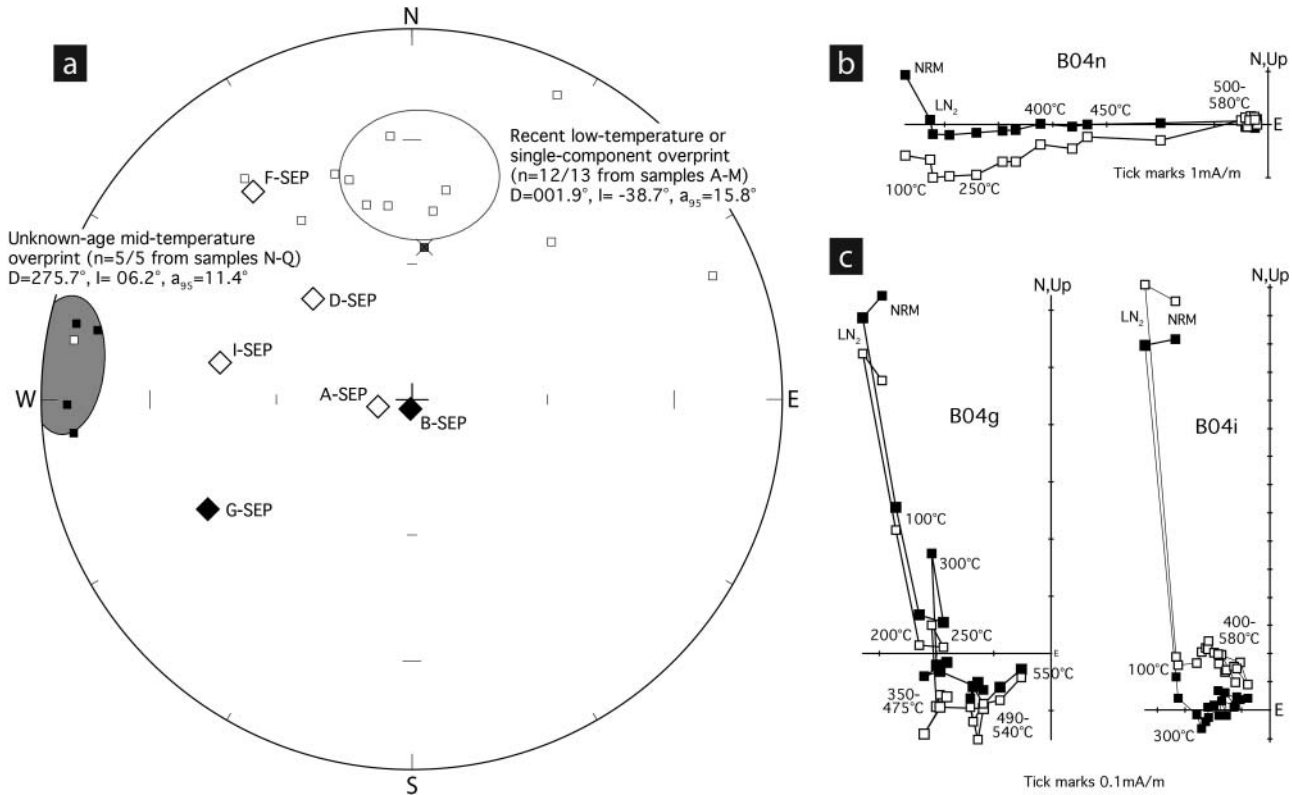 a
N
Recent low-temperature or
single-component overprint
(n=12/13 from samples A-M)
D=001.9°, I= -38.7°, a₉₅=15.8°
F-SEP
Unknown-age mid-temperature
overprint (n=5/5 from samples N-Q)
D=275.7°, I= 06.2°, a₉₅=11.4°
D-SEP
I-SEP
W
A-SEP
B-SEP
E
G-SEP
S
b
B04n
N,Up
NRM
LN₂
400°C
450°C
500-
580°C
E
100°C
250°C
Tick marks 1mA/m
c
N,Up
NRM
LN₂
B04g
100°C
300°C
200°C
250°C
E
550°C
350-
475°C
490-
540°C
N,Up
LN₂
NRM
B04i
400-
580°C
100°C
E
300°C
Tick marks 0.1mA/m